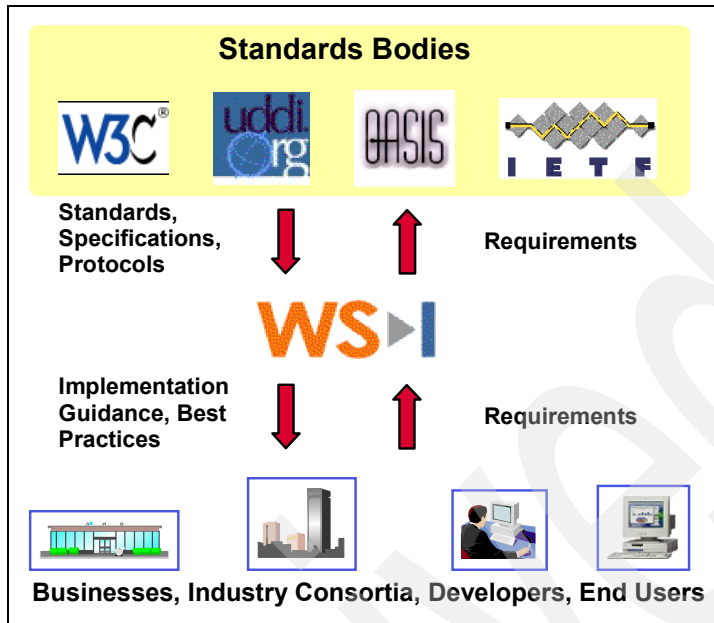 Standards Bodies
W3C®
uddi.
org
OASIS
IETF
Standards,
Specifications,
Protocols
Requirements
WS I
Implementation
Guidance, Best
Practices
Requirements
Businesses, Industry Consortia, Developers, End Users